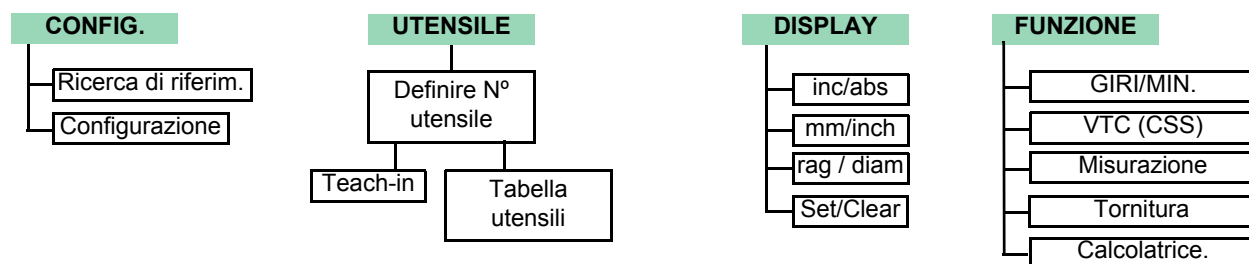 CONFIG.
Ricerca di riferim.
Configurazione
UTENSILE
Definire Nº
utensile
Teach-in
Tabella
utensili
DISPLAY
inc/abs
mm/inch
rag / diam
Set/Clear
FUNZIONE
GIRI/MIN.
VTC (CSS)
Misurazione
Tornitura
Calcolatrice.